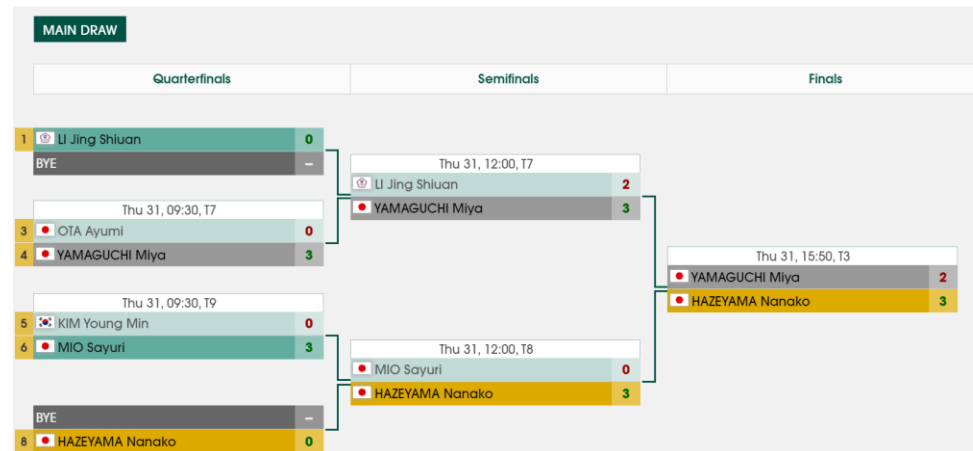 MAIN DRAW
Quarterfinals Semifinals Finals
1 LI Jing Shiuan 0
BYE –
Thu 31, 09:30, T7
3 OTA Ayumi 0
4 YAMAGUCHI Miya 3
Thu 31, 09:30, T9
5 KIM Young Min 0
6 MIO Sayuri 3
BYE –
8 HAZEYAMA Nanako 0
Thu 31, 12:00, T7
LI Jing Shiuan 2
YAMAGUCHI Miya 3
Thu 31, 12:00, T8
MIO Sayuri 0
HAZEYAMA Nanako 3
Thu 31, 15:50, T3
YAMAGUCHI Miya 2
HAZEYAMA Nanako 3